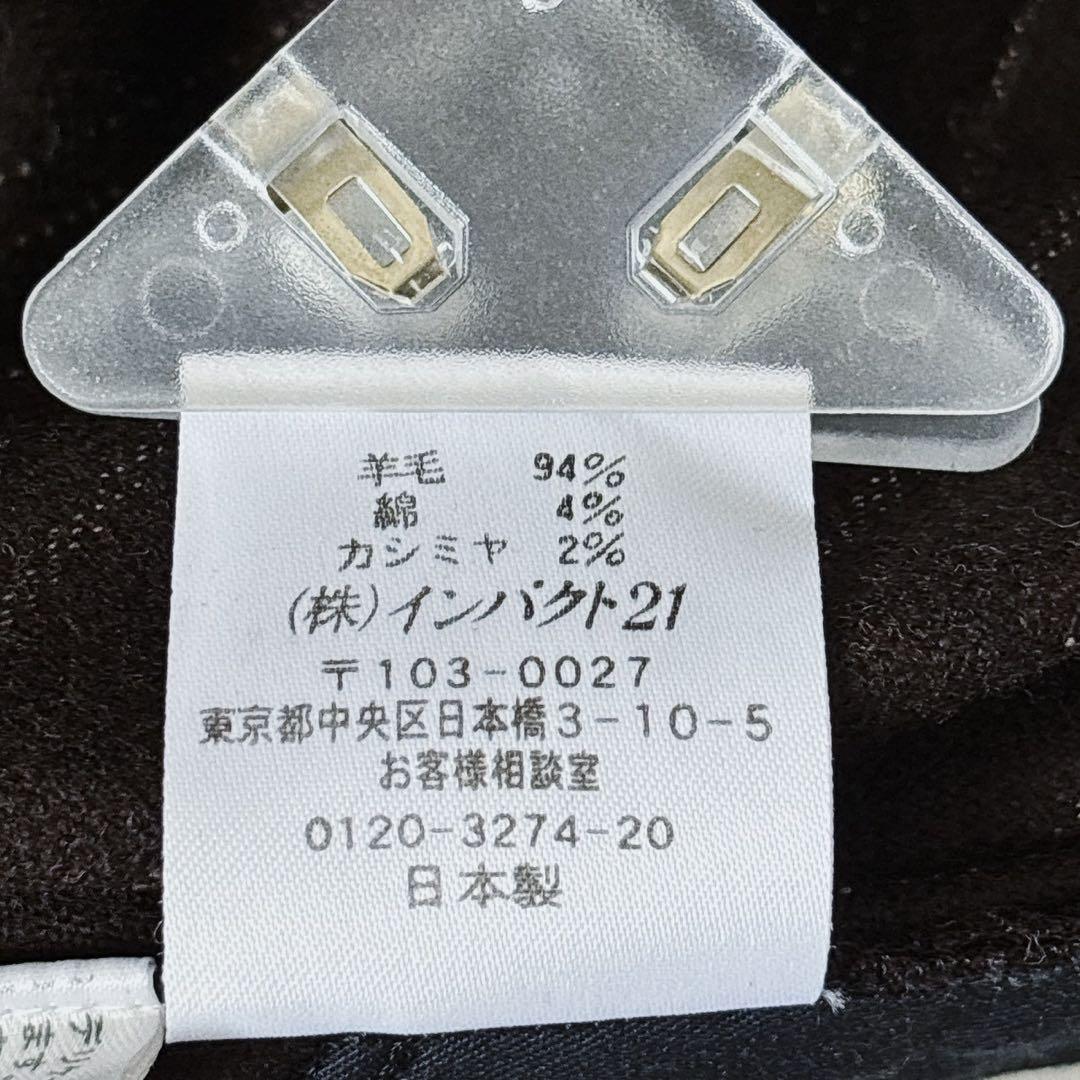 羊毛 94%
綿 4%
カシミヤ 2%
(株)インパクト21
〒103-0027
東京都中央区日本橋3-10-5
お客様相談室
0120-3274-20
日本製